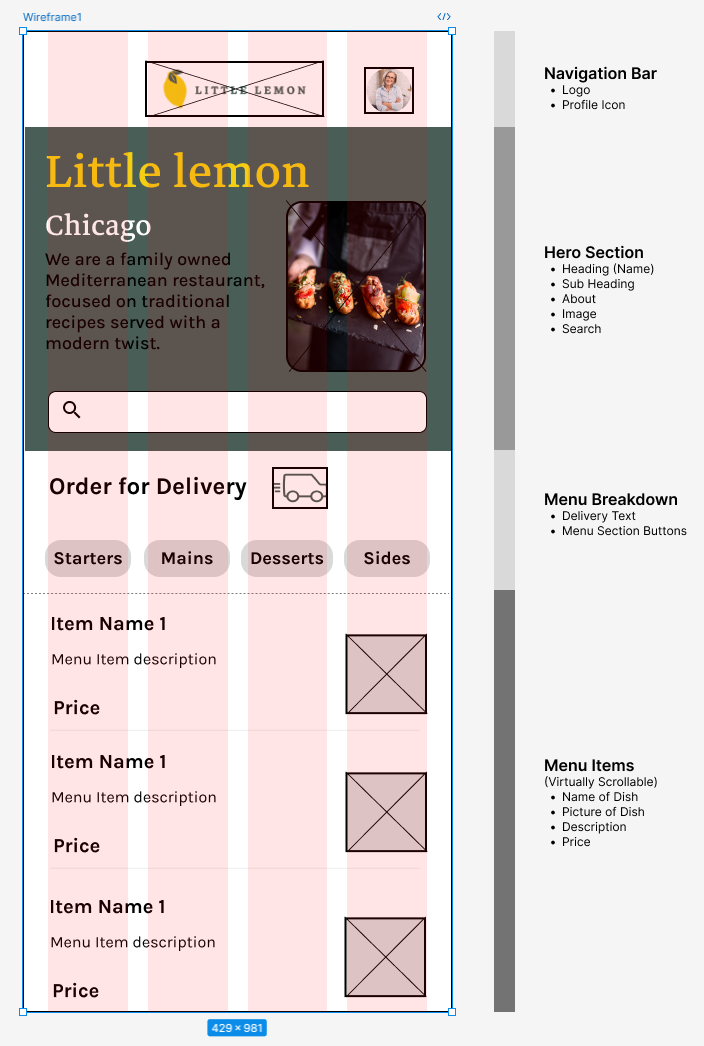 Wireframe1
</>
LITTLE LEMON
Little lemon
Chicago
We are a family owned
Mediterranean restaurant,
focused on traditional
recipes served with a
modern twist.
Order for Delivery
Starters Mains Desserts Sides
Item Name 1
Menu Item description
Price
Item Name 1
Menu Item description
Price
Item Name 1
Menu Item description
Price
429 × 981
Navigation Bar
• Logo
• Profile Icon
Hero Section
• Heading (Name)
• Sub Heading
• About
• Image
• Search
Menu Breakdown
• Delivery Text
• Menu Section Buttons
Menu Items
(Virtually Scrollable)
• Name of Dish
• Picture of Dish
• Description
• Price